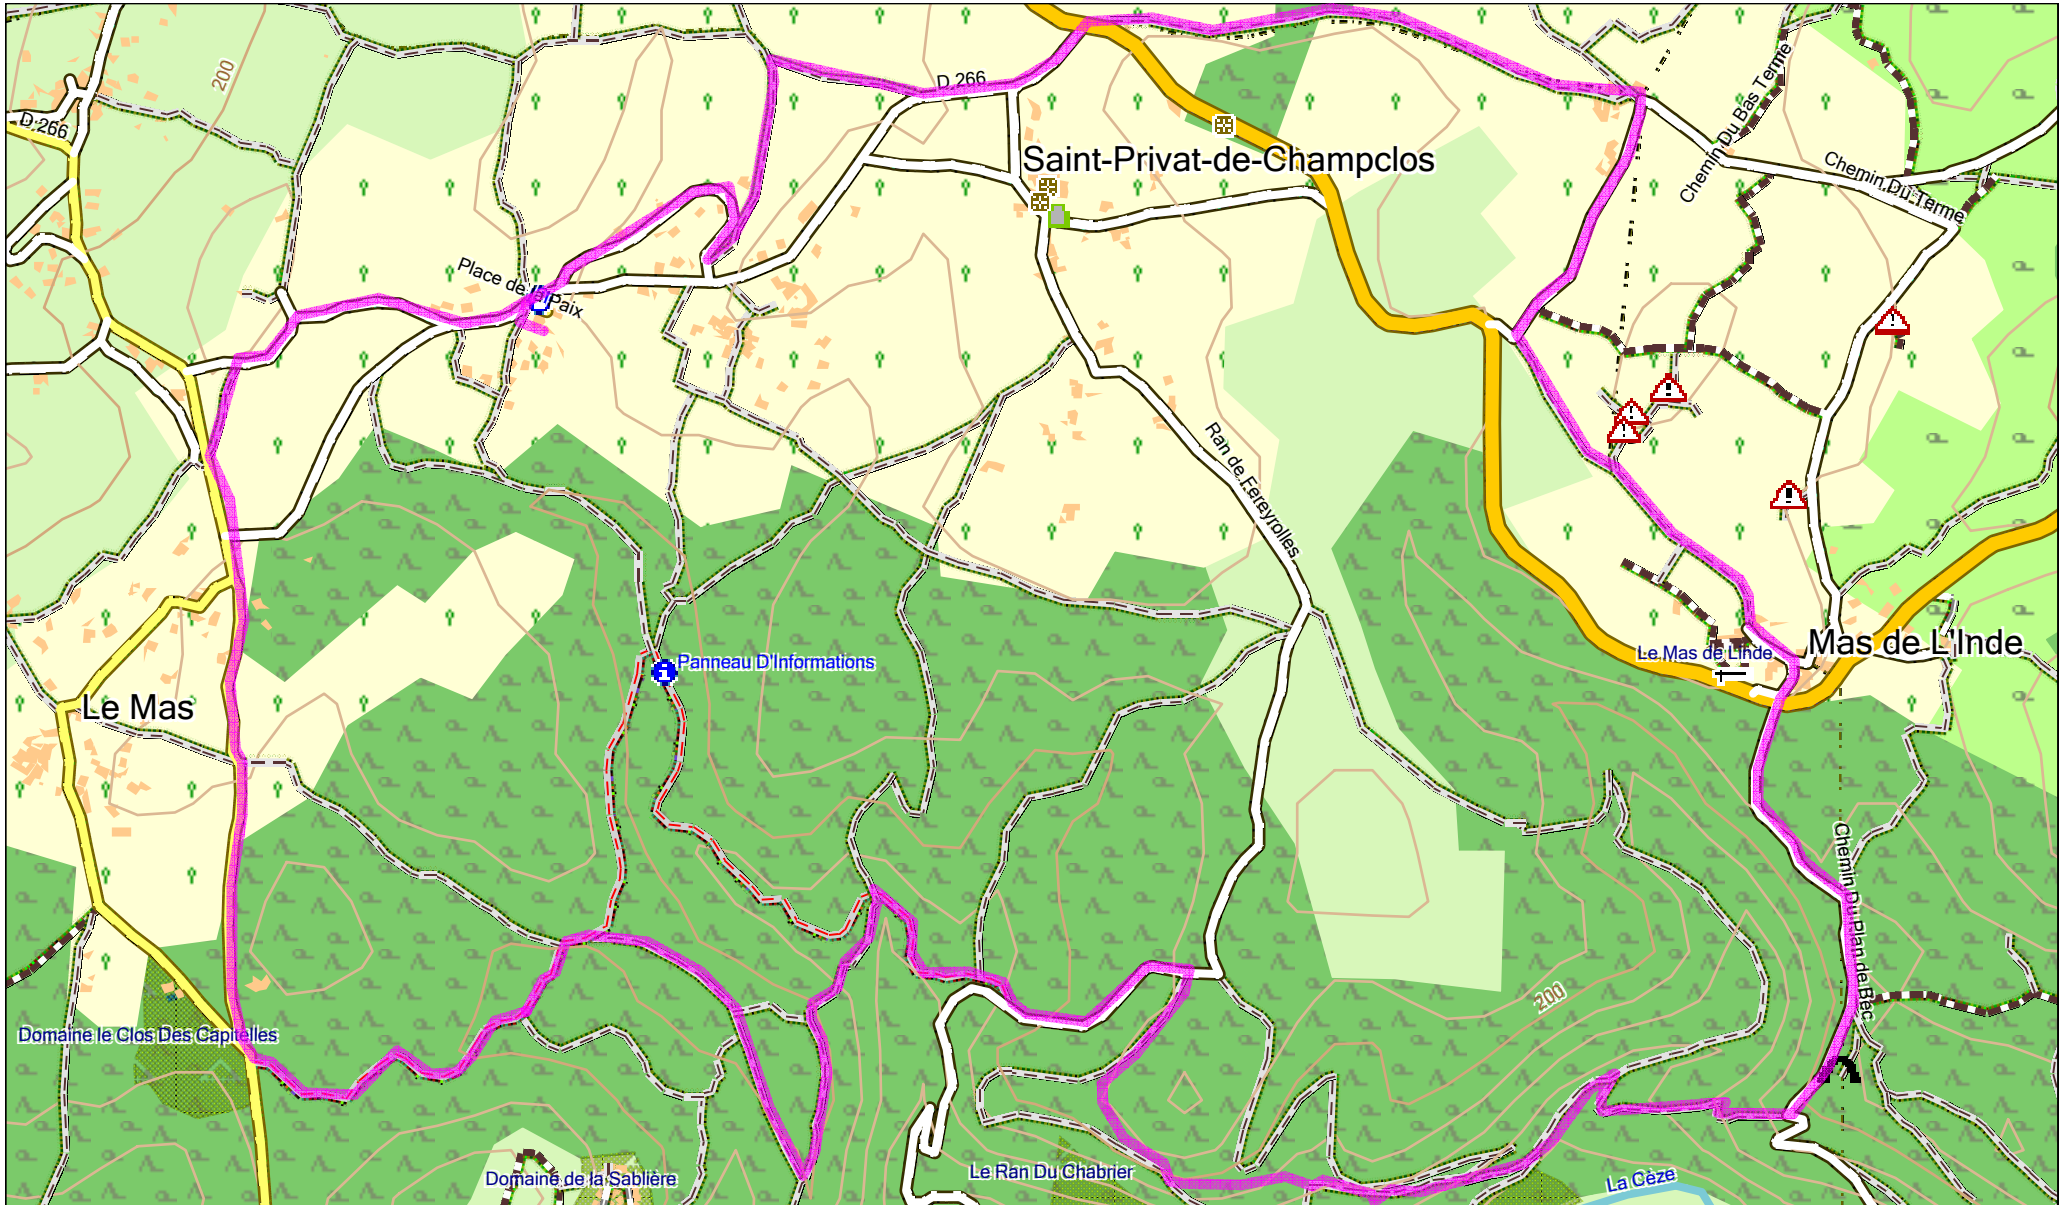 200
D 266
D 266
Saint-Privat-de-Champclos
Chemin Du Bas Terme
Chemin Du Terme
Place de la Paix
Ran de Fereyrolles
Panneau D'Informations
Le Mas de L'Inde
Mas de L'Inde
Le Mas
Chemin Du Plan de Bec
200
Domaine le Clos Des Capitelles
Domaine de la Sablière
Le Ran Du Chabrier
La Cèze